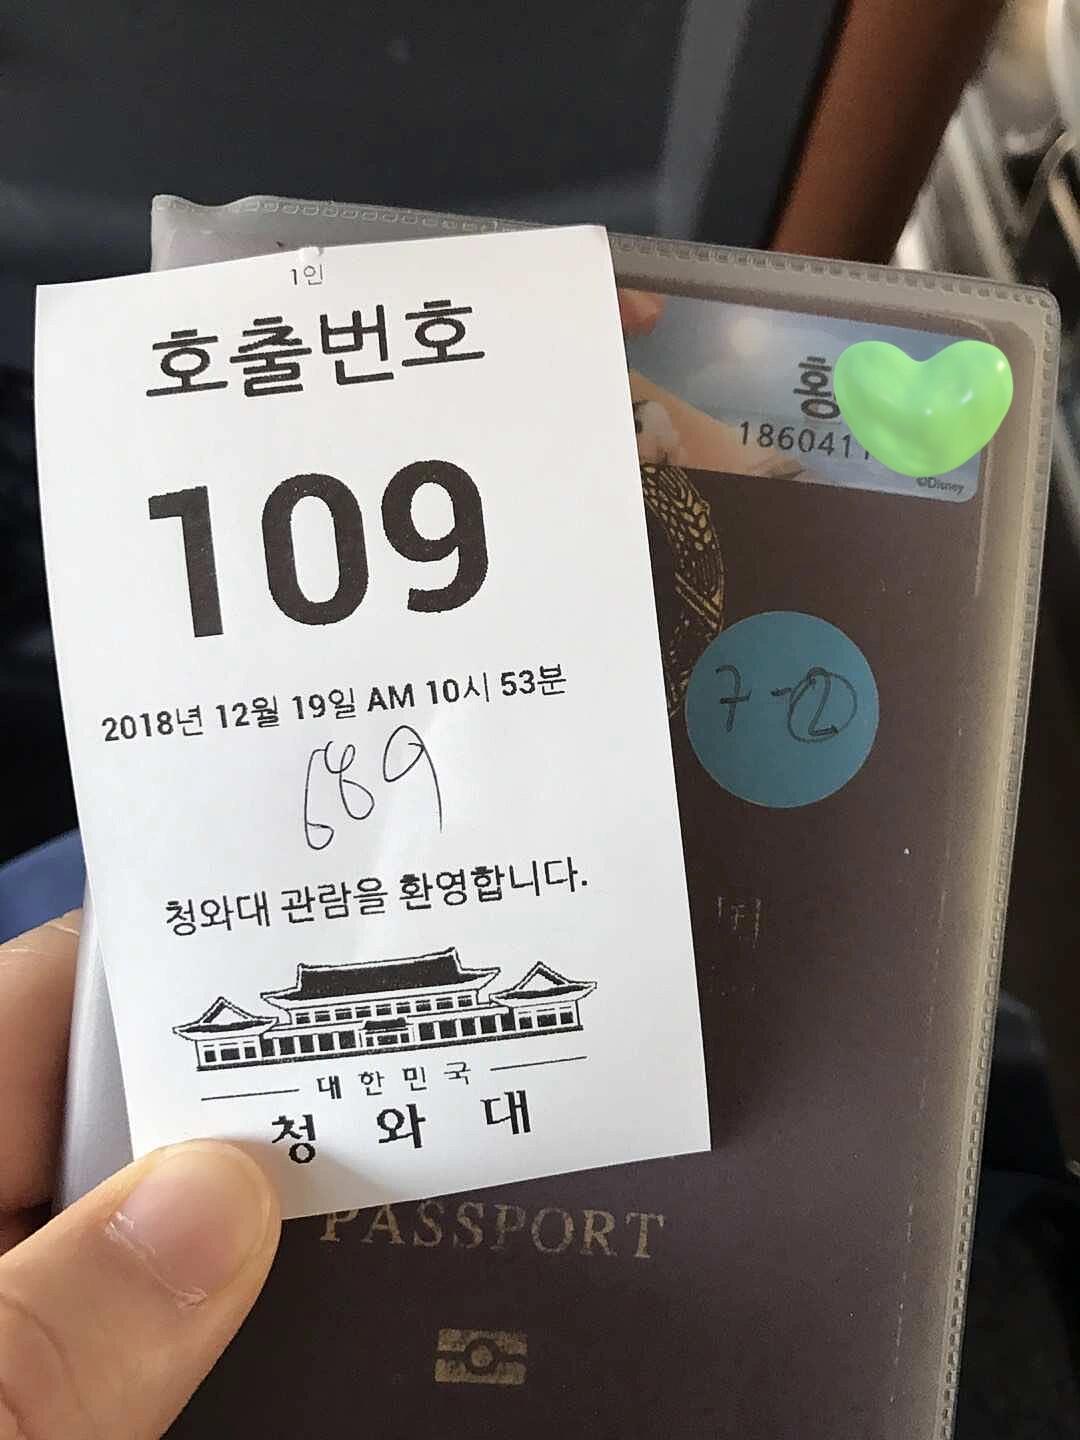 1인
호출번호
109
2018년 12월 19일 AM 10시 53분
689
청와대 관람을 환영합니다.
대한민국
청와대
홍
1860411
©Disney
7-②
PASSPORT